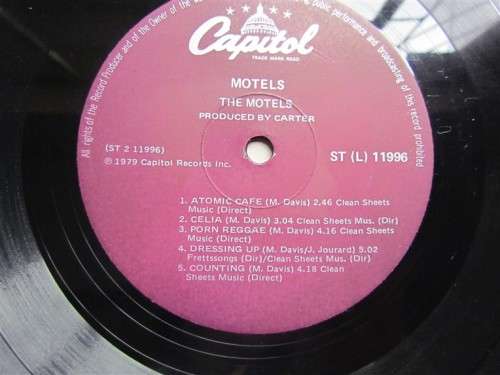 All rights of the Record Producer and of the Owner of the
public performance and broadcasting of this record prohibited
Capitol
TRADE MARK REGD
MOTELS
THE MOTELS
PRODUCED BY CARTER
(ST 2 11996)
ST (L) 11996
℗ 1979 Capitol Records Inc.
1. ATOMIC CAFE (M. Davis) 2.46 Clean Sheets
Music (Direct)
2. CELIA (M. Davis) 3.04 Clean Sheets Mus. (Dir)
3. PORN REGGAE (M. Davis) 4.16 Clean Sheets
Music (Direct)
4. DRESSING UP (M. Davis/J. Jourard) 5.02
Frettssongs (Dir)/Clean Sheets Mus. (Dir)
5. COUNTING (M. Davis) 4.18 Clean
Sheets Music (Direct)